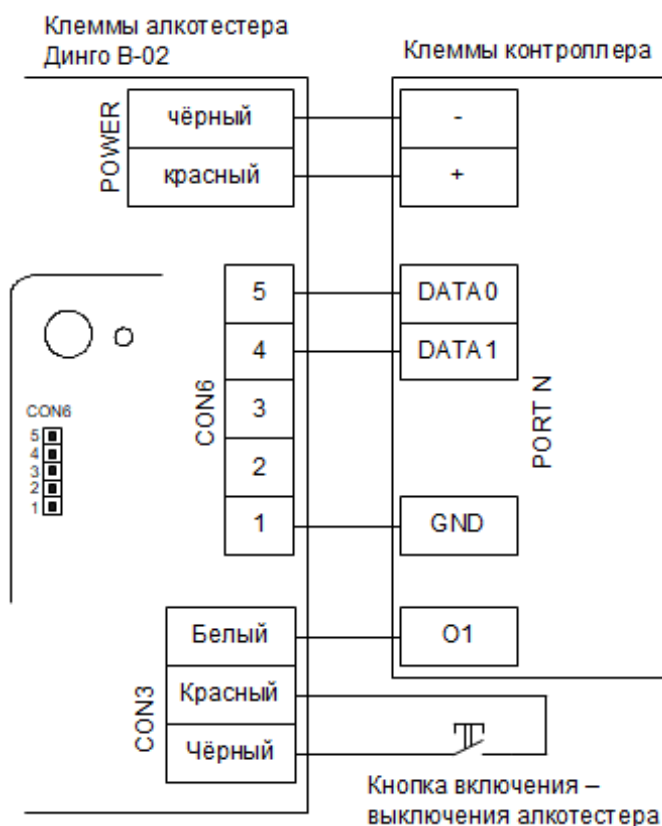 Клеммы алкотестера
Динго В-02
Клеммы контроллера
POWER
чёрный
-
красный
+
5
DATA0
4
DATA1
3
2
1
GND
CON6
PORT N
CON6
5
4
3
2
1
Белый
O1
Красный
Чёрный
CON3
Кнопка включения –
выключения алкотестера